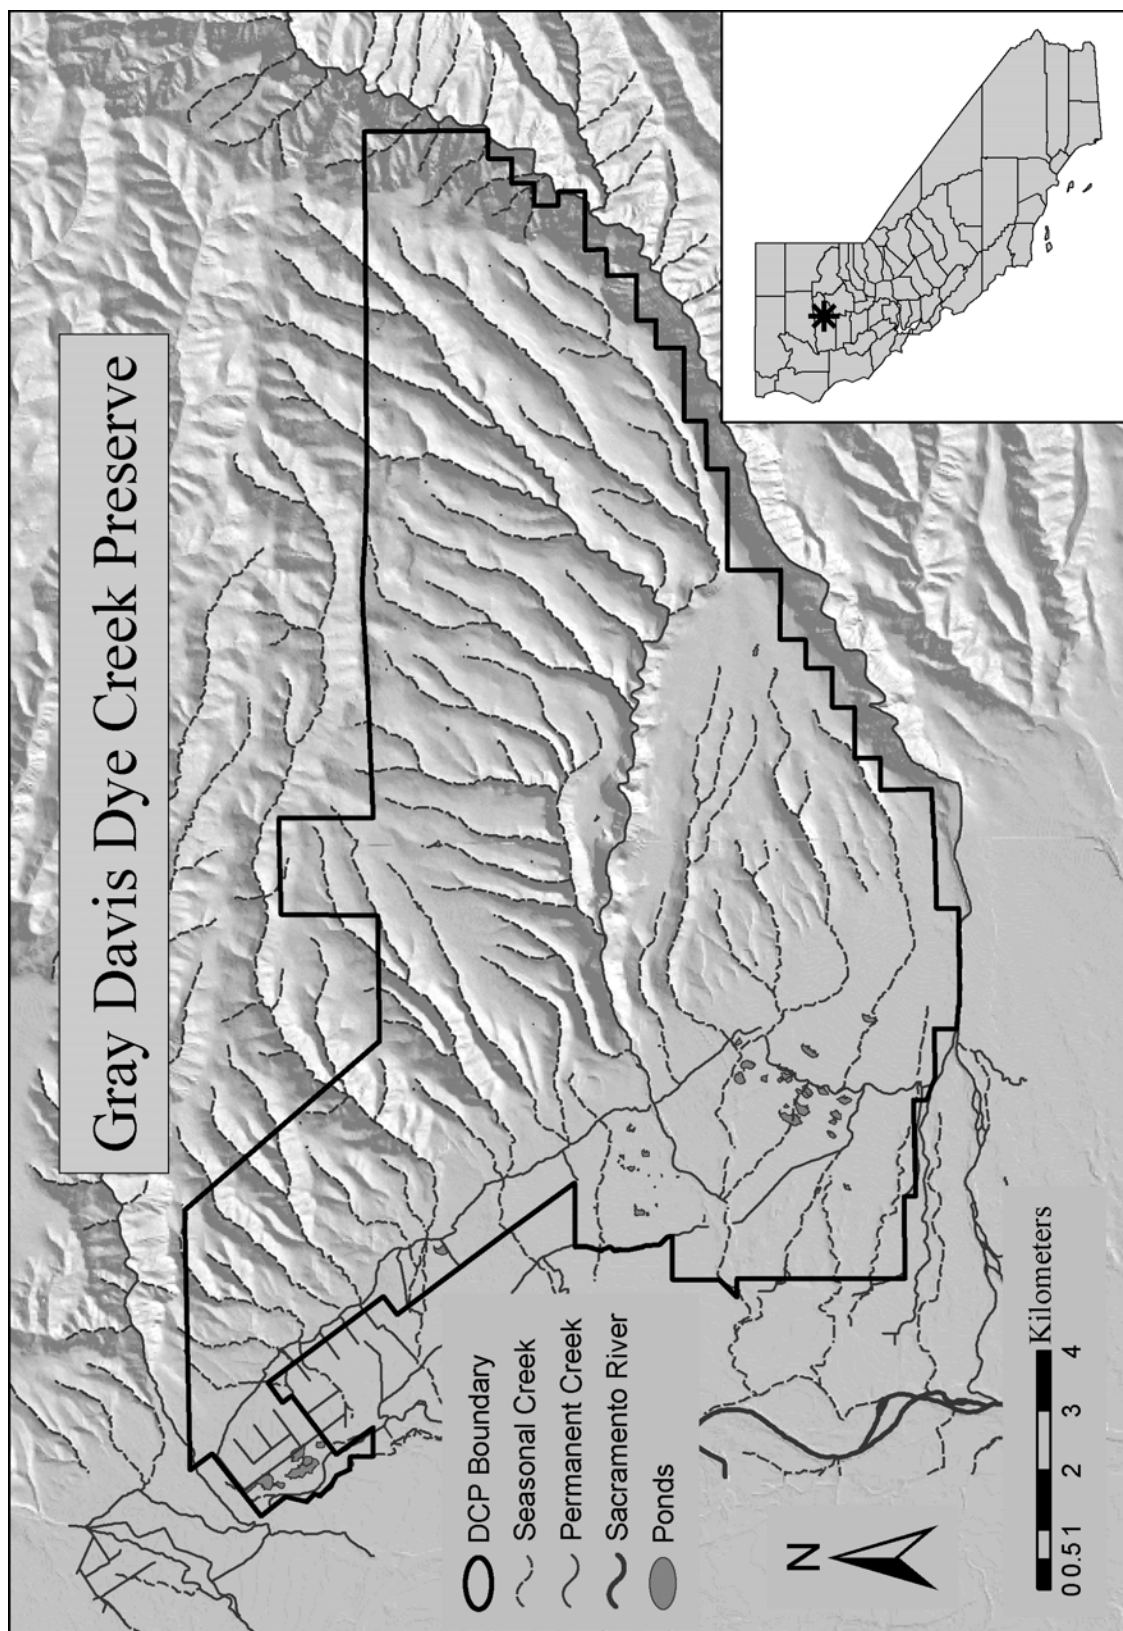 Gray Davis Dye Creek Preserve
DCP Boundary
Seasonal Creek
Permanent Creek
Sacramento River
Ponds
N
0 0.5 1 2 3 4
Kilometers